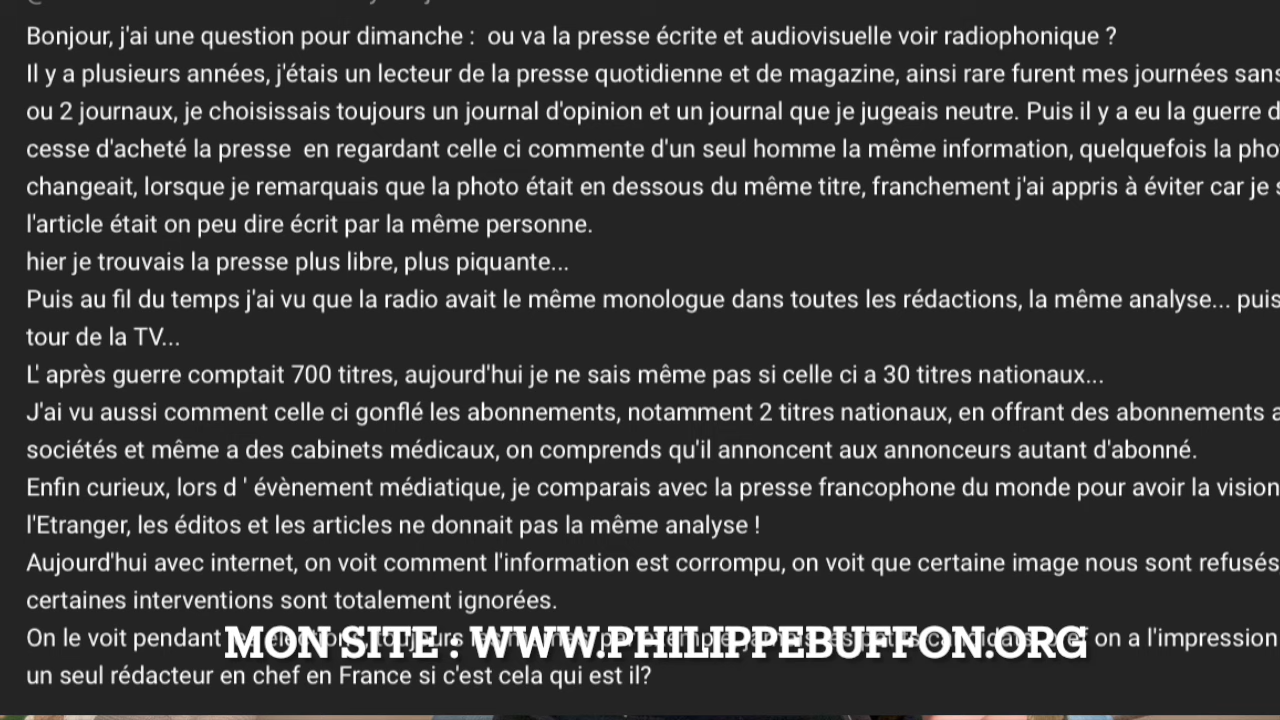 Bonjour, j'ai une question pour dimanche :  ou va la presse écrite et audiovisuelle voir radiophonique ?
Il y a plusieurs années, j'étais un lecteur de la presse quotidienne et de magazine, ainsi rare furent mes journées sans
ou 2 journaux, je choisissais toujours un journal d'opinion et un journal que je jugeais neutre. Puis il y a eu la guerre
cesse d'acheté la presse  en regardant celle ci commente d'un seul homme la même information, quelquefois la
changeait, lorsque je remarquais que la photo était en dessous du même titre, franchement j'ai appris à éviter car je
l'article était on peu dire écrit par la même personne.
hier je trouvais la presse plus libre, plus piquante...
Puis au fil du temps j'ai vu que la radio avait le même monologue dans toutes les rédactions, la même analyse... puis
tour de la TV...
L' après guerre comptait 700 titres, aujourd'hui je ne sais même pas si celle ci a 30 titres nationaux...
J'ai vu aussi comment celle ci gonflé les abonnements, notamment 2 titres nationaux, en offrant des abonnements
sociétés et même a des cabinets médicaux, on comprends qu'il annoncent aux annonceurs autant d'abonné.
Enfin curieux, lors d ' évènement médiatique, je comparais avec la presse francophone du monde pour avoir la vision
l'Etranger, les éditos et les articles ne donnait pas la même analyse !
Aujourd'hui avec internet, on voit comment l'information est corrompu, on voit que certaine image nous sont refusés
certaines interventions sont totalement ignorées.
On le voit pendant on a l'impression
MON SITE : WWW.PHILIPPEBUFFON.ORG
un seul rédacteur en chef en France si c'est cela qui est il?